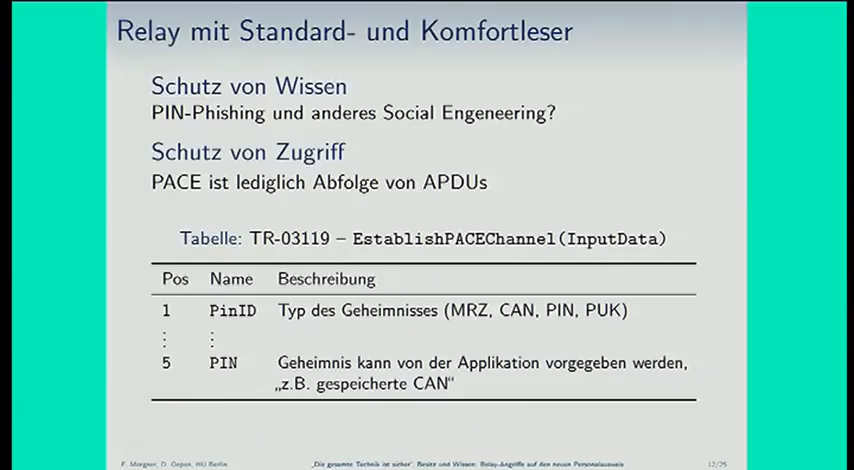 Relay mit Standard- und Komfortleser
Schutz von Wissen
PIN-Phishing und anderes Social Engeneering?
Schutz von Zugriff
PACE ist lediglich Abfolge von APDUs
Tabelle: TR-03119 – EstablishPACEChannel(InputData)
Pos Name Beschreibung
1 PinID Typ des Geheimnisses (MRZ, CAN, PIN, PUK)
⋮ ⋮
5 PIN Geheimnis kann von der Applikation vorgegeben werden,
„z.B. gespeicherte CAN“
F. Morgner, D. Oepen, HU Berlin „Die gesamte Technik ist sicher“, Besitz und Wissen: Relay-Angriffe auf den neuen Personalausweis 12/25